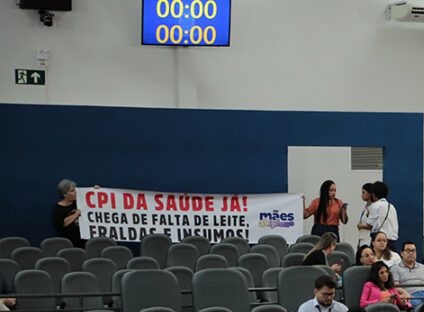 00:00
00:00
CPI DA SAÚDE JÁ!
CHEGA DE FALTA DE LEITE,
FRALDAS E INSUMOS!
mães